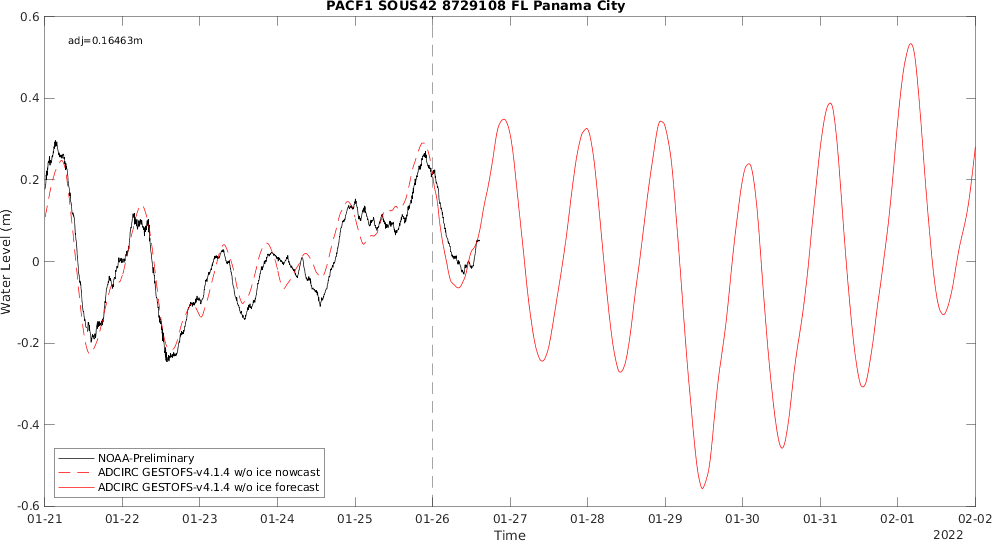 PACF1 SOUS42 8729108 FL Panama City
adj=0.16463m
0.6
0.4
0.2
0
-0.2
-0.4
-0.6
Water Level (m)
NOAA-Preliminary
ADCIRC GESTOFS-v4.1.4 w/o ice nowcast
ADCIRC GESTOFS-v4.1.4 w/o ice forecast
01-21 01-22 01-23 01-24 01-25 01-26 01-27 01-28 01-29 01-30 01-31 02-01 02-02
Time
2022